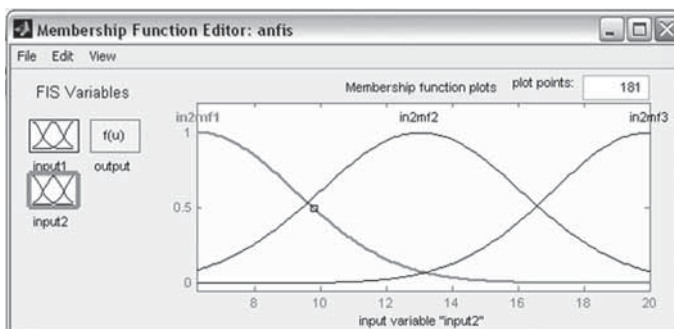 Membership Function Editor: anfis
File Edit View
FIS Variables
Membership function plots
plot points:
181
f(u)
input1
output
input2
in2mf1
in2mf2
in2mf3
1
0.5
0
8
10
12
14
16
18
20
input variable "input2"